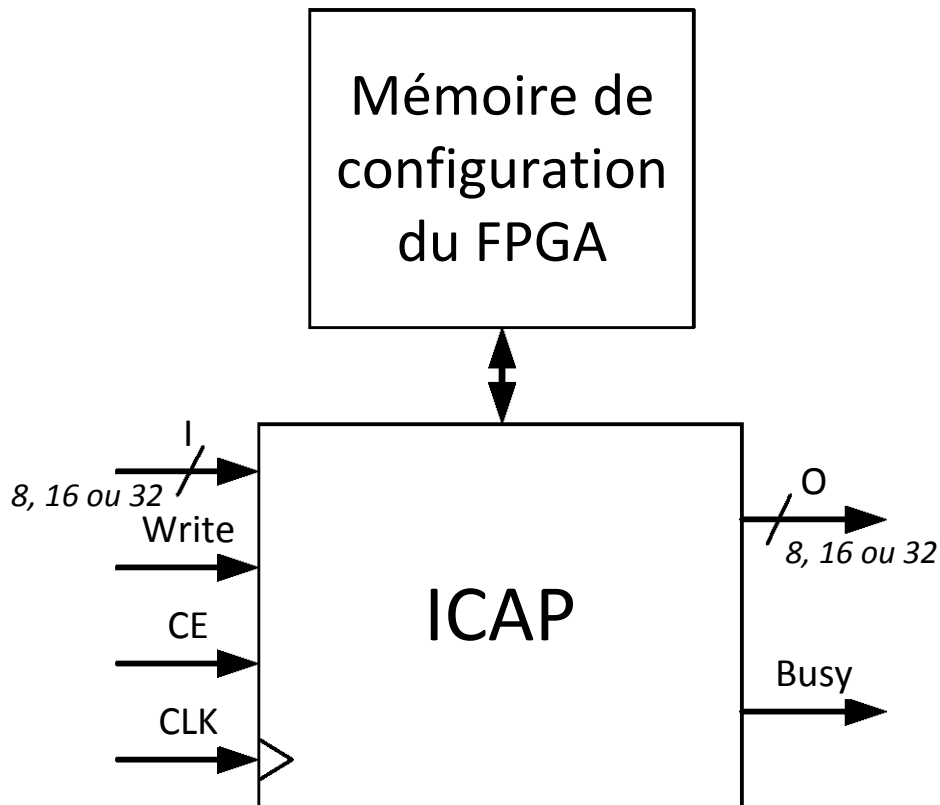 Mémoire de
configuration
du FPGA
I
8, 16 ou 32
Write
CE
CLK
ICAP
O
8, 16 ou 32
Busy